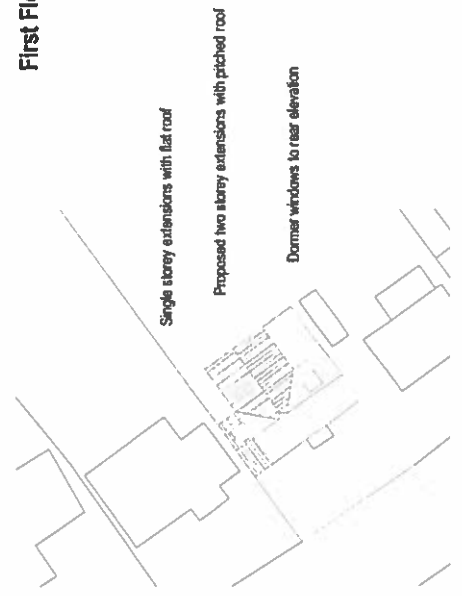 First Fl
Single storey extensions with flat roof
Proposed two storey extensions with pitched roof
Dormer windows to rear elevation